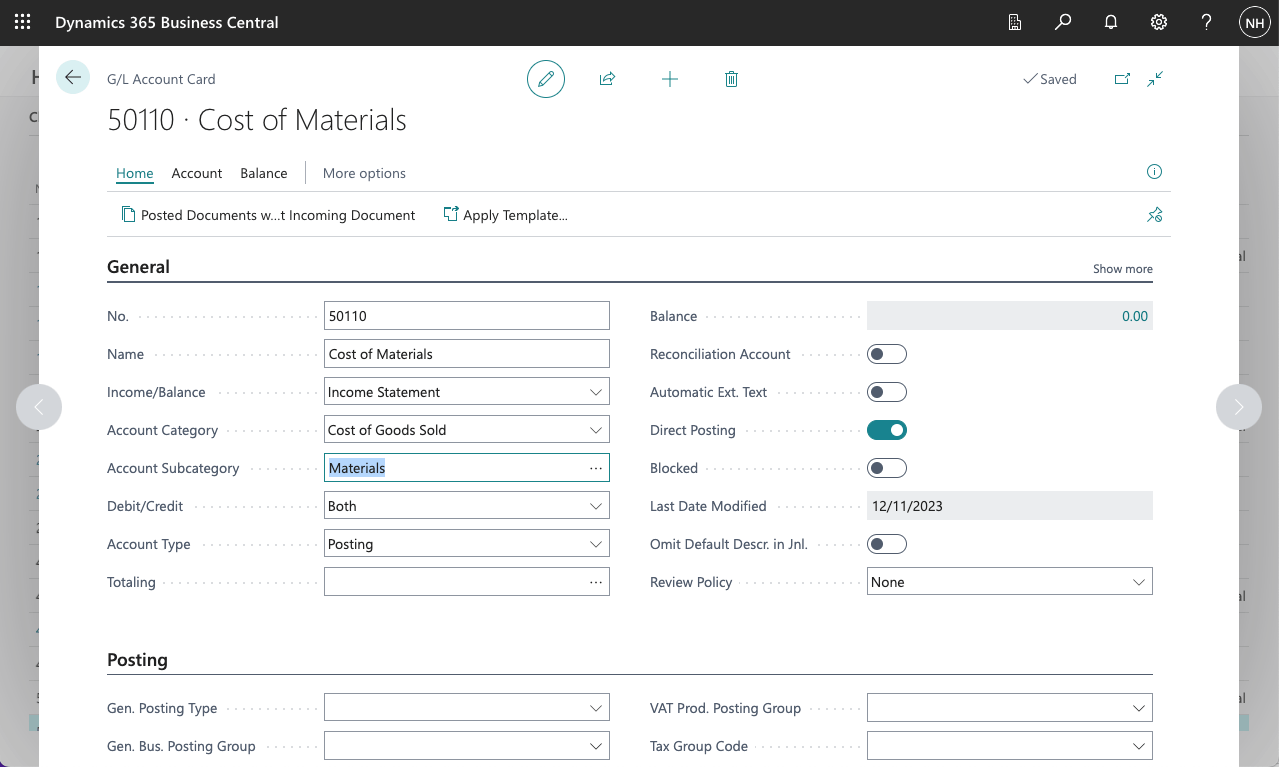 Dynamics 365 Business Central
NH
G/L Account Card
Saved
50110 · Cost of Materials
Home Account Balance More options
Posted Documents w...t Incoming Document Apply Template...
General
Show more
No. 50110
Name Cost of Materials
Income/Balance Income Statement
Account Category Cost of Goods Sold
Account Subcategory Materials
Debit/Credit Both
Account Type Posting
Totaling
Balance 0.00
Reconciliation Account
Automatic Ext. Text
Direct Posting
Blocked
Last Date Modified 12/11/2023
Omit Default Descr. in Jnl.
Review Policy None
Posting
Gen. Posting Type
Gen. Bus. Posting Group
VAT Prod. Posting Group
Tax Group Code